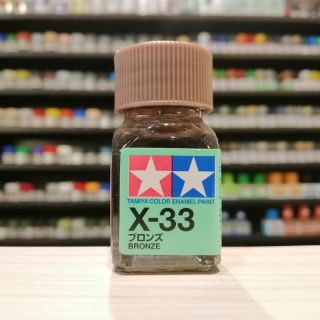 TAMIYA COLOR ENAMEL PAINT
X-33
ブロンズ
BRONZE